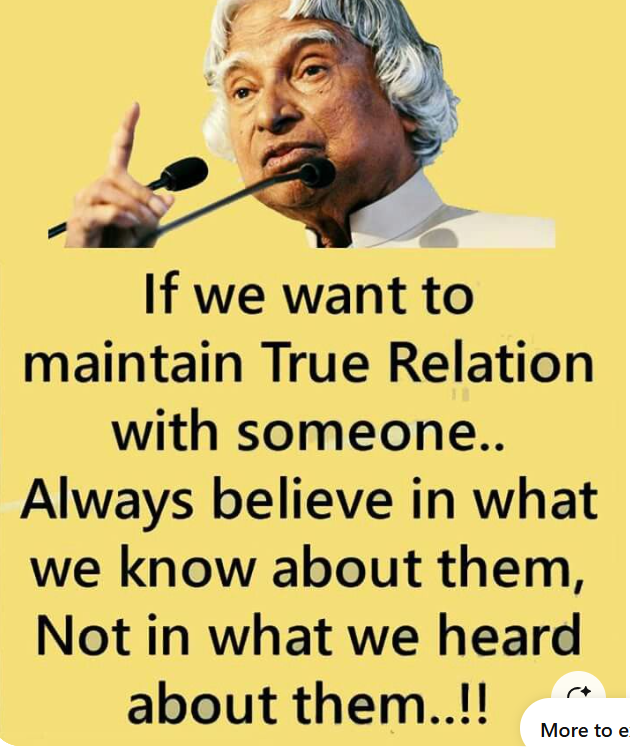 If we want to
maintain True Relation
with someone..
Always believe in what
we know about them,
Not in what we heard
about them..!!
More to e